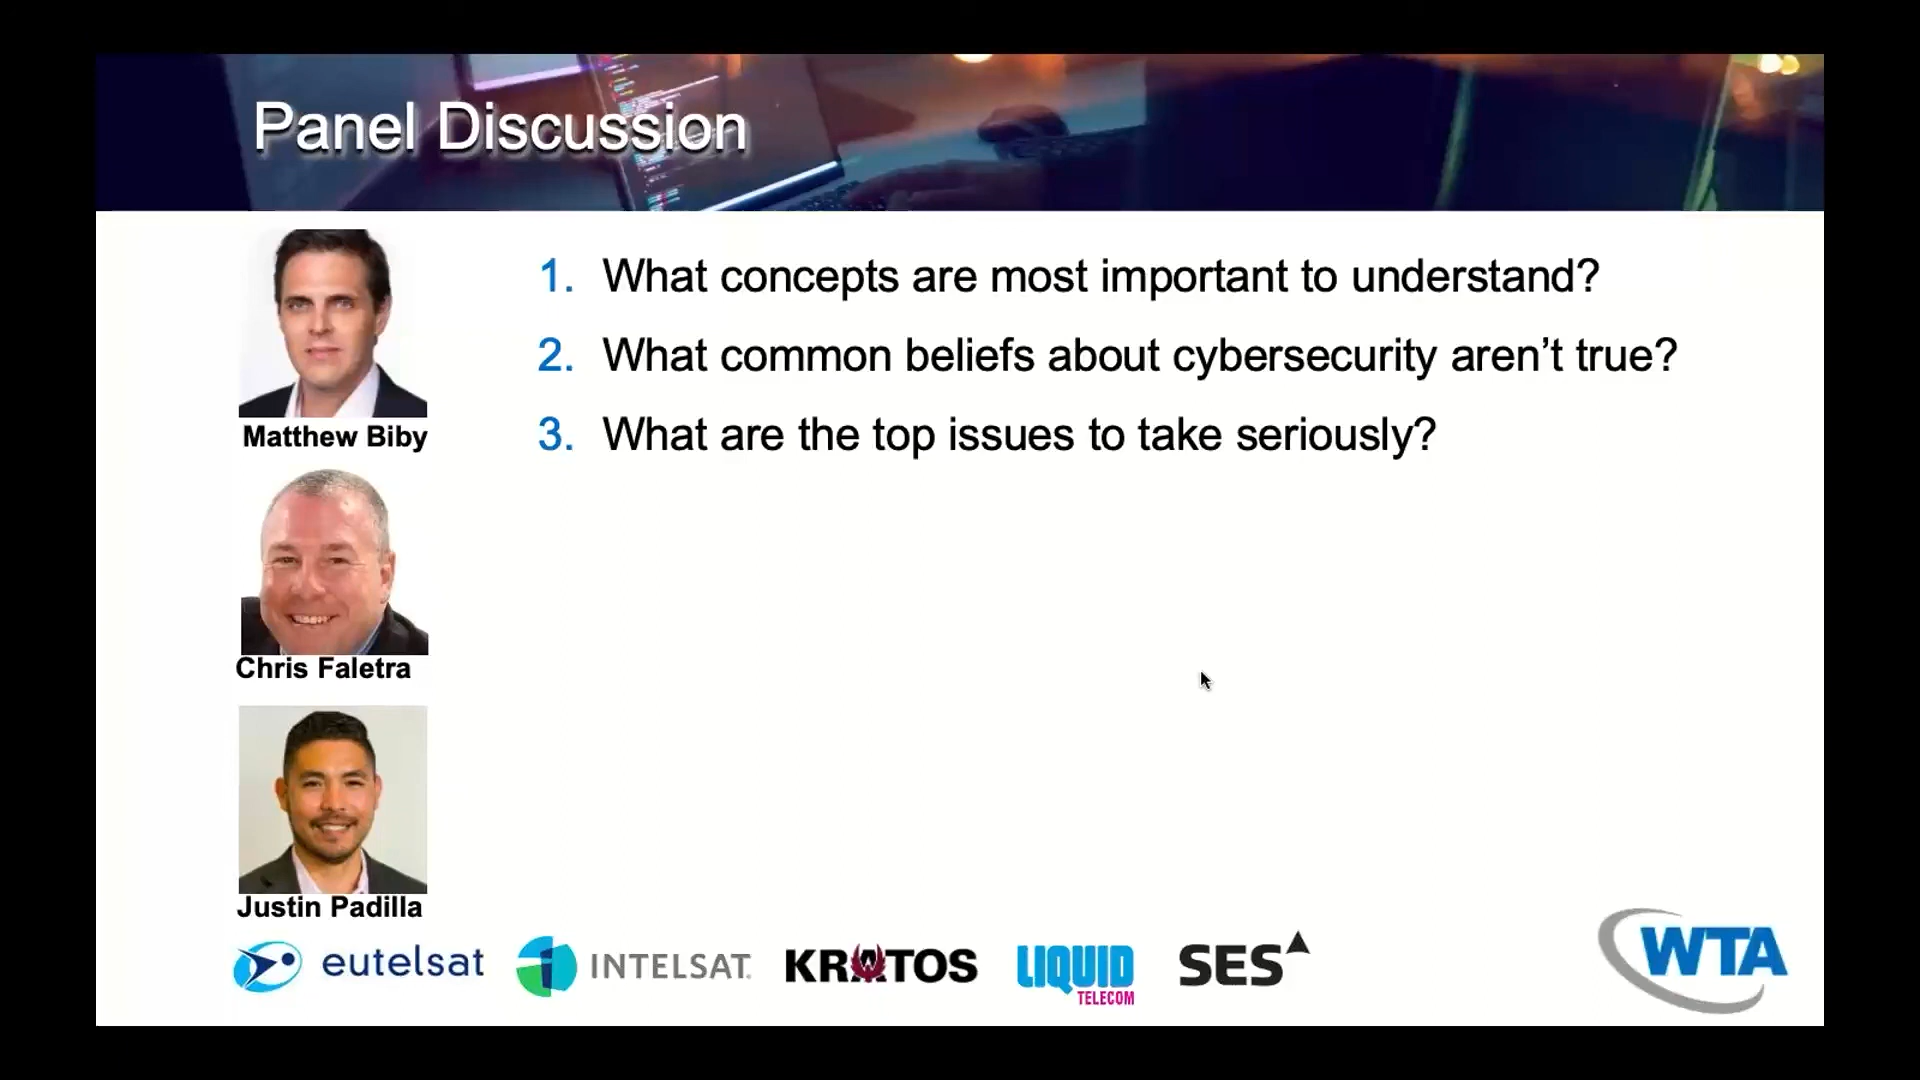 Panel Discussion
Matthew Biby
1. What concepts are most important to understand?
2. What common beliefs about cybersecurity aren’t true?
3. What are the top issues to take seriously?
Chris Faletra
Justin Padilla
eutelsat
INTELSAT
KRATOS
LIQUID
TELECOM
SES
WTA